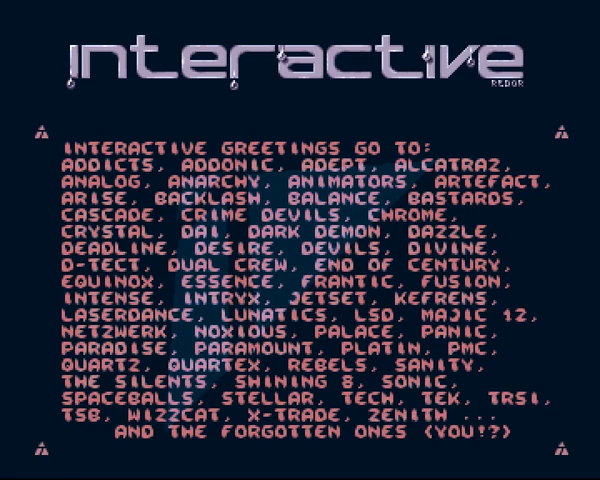 interactive
REDOR
INTERACTIVE GREETINGS GO TO:
ADDICTS, ADDONIC, ADEPT, ALCATRAZ,
ANALOG, ANARCHY, ANIMATORS, ARTEFACT,
ARISE, BACKLASH, BALANCE, BASTARDS,
CASCADE, CRIME DEVILS, CHROME,
CRYSTAL, DAI, DARK DEMON, DAZZLE,
DEADLINE, DESIRE, DEVILS, DIVINE,
D-TECT, DUAL CREW, END OF CENTURY,
EQUINOX, ESSENCE, FRANTIC, FUSION,
INTENSE, INTRYX, JETSET, KEFRENS,
LASERDANCE, LUNATICS, LSD, MAJIC 12,
NETZWERK, NOXIOUS, PALACE, PANIC,
PARADISE, PARAMOUNT, PLATIN, PMC,
QUARTZ, QUARTEX, REBELS, SANITY,
THE SILENTS, SHINING 8, SONIC,
SPACEBALLS, STELLAR, TECH, TEK, TRSI,
TSB, WIZZCAT, X-TRADE, ZENITH ...
AND THE FORGOTTEN ONES (YOU!?)